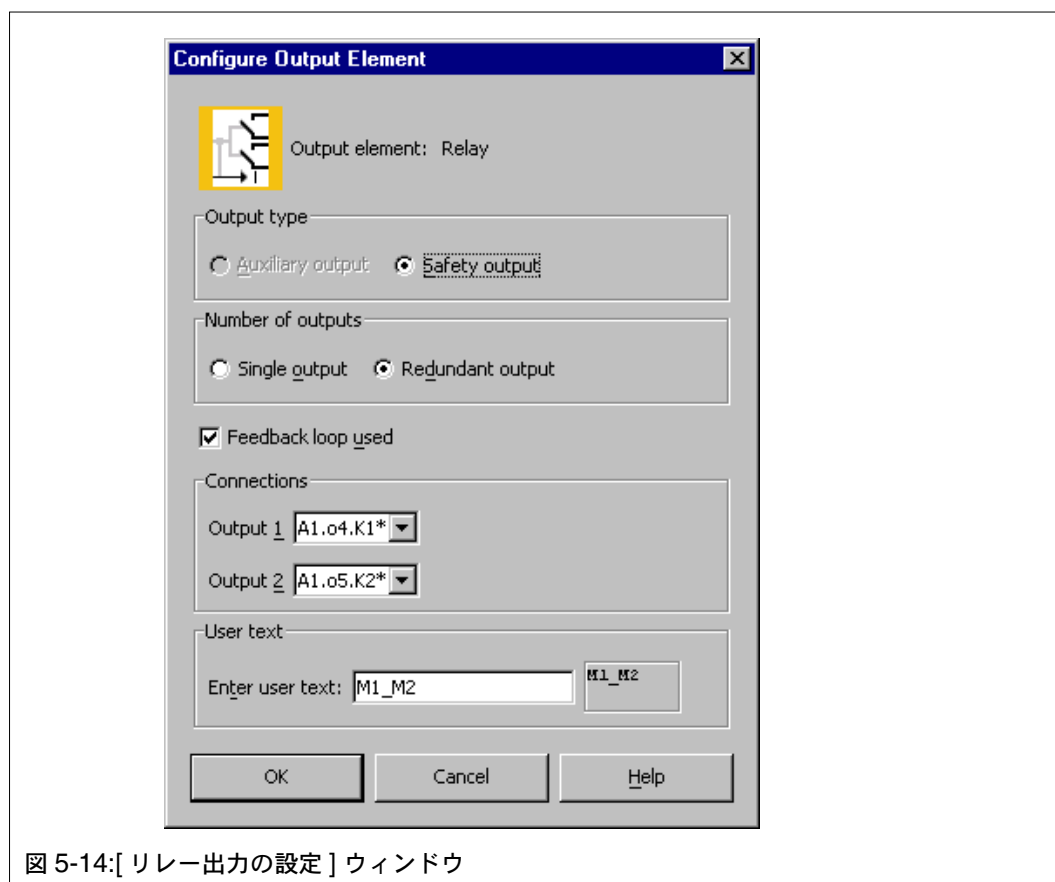 Configure Output Element
Output element: Relay
Output type
Auxiliary output
Safety output
Number of outputs
Single output
Redundant output
Feedback loop used
Connections
Output 1 A1.o4.K1*
Output 2 A1.o5.K2*
User text
Enter user text: M1_M2
M1_M2
OK
Cancel
Help
図 5-14:[ リレー出力の設定 ] ウィンドウ